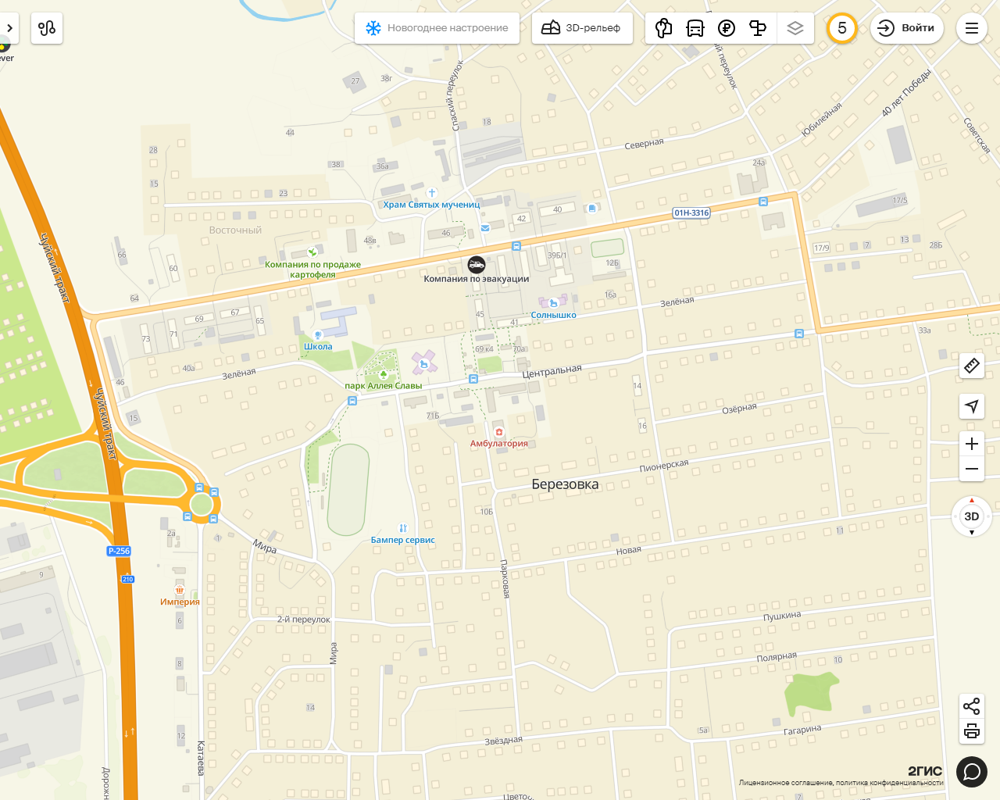 Новогоднее настроение
3D-рельеф
5
Войти
ever
27
38г
Спаский переулок
18
44
28
38
36а
Северная
Юбилейная
40 лет Победы
Советская
24а
15
23
Храм Святых мучениц
40
42
01Н-3316
17/5
Восточный
48в
46
66
60
Компания по продаже
картофеля
Компания по эвакуации
39Б/1
12Б
17/9
7
13
28Б
Чуйский тракт
64
69
67
65
73
71
45
41
16а
Солнышко
Зелёная
Школа
33а
46
40а
Зелёная
69 к4
70а
Центральная
парк Аллея Славы
14
15
71Б
16
Озёрная
Чуйский тракт
Амбулатория
Пионерская
Березовка
3D
10Б
2а
1
Бампер сервис
11
Мира
Новая
Р-256
210
9
Парковая
Империя
6
2-й переулок
Пушкина
8
Мира
Полярная
10
14
12
5а
Гагарина
Звёздная
Катаева
Дорожн
2ГИС
Лицензионное соглашение, политика конфиденциальности